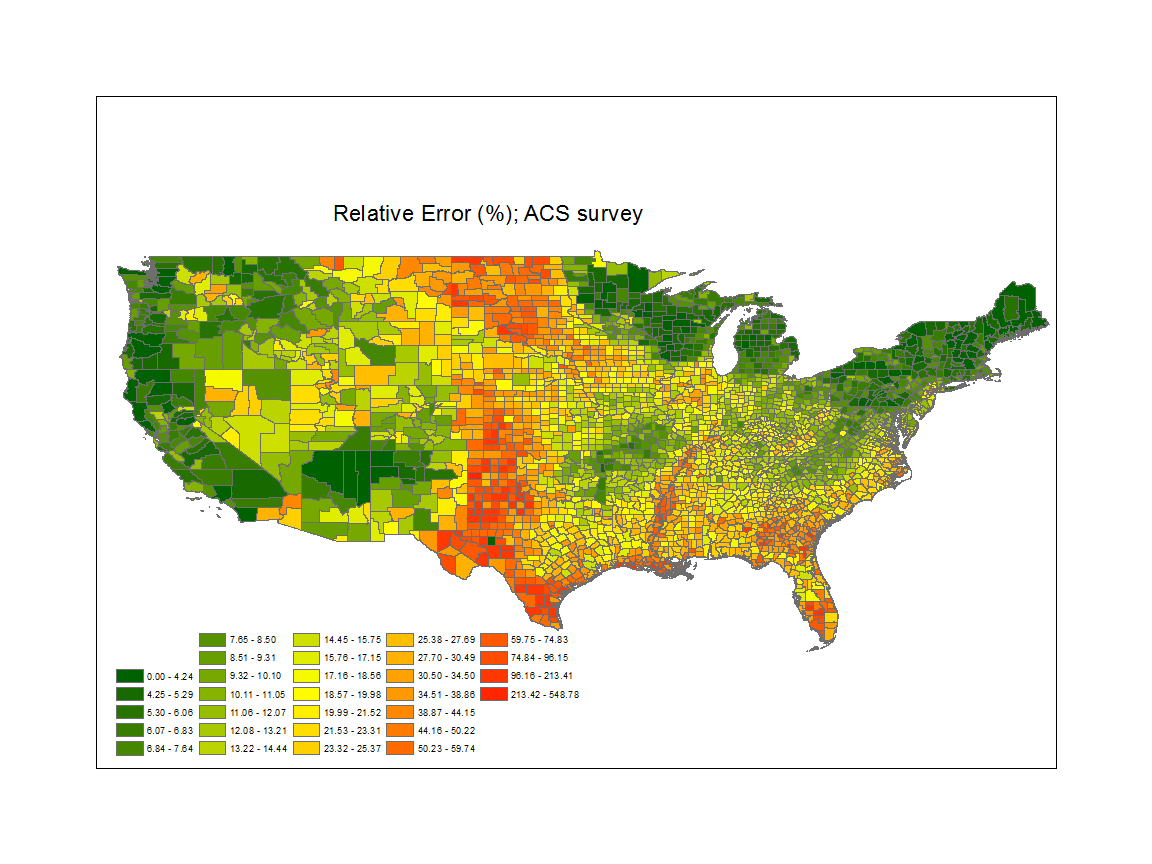 Relative Error (%); ACS survey
7.65 - 8.50 14.45 - 15.75 25.38 - 27.69 59.75 - 74.83
8.51 - 9.31 15.76 - 17.15 27.70 - 30.49 74.84 - 96.15
0.00 - 4.24 9.32 - 10.10 17.16 - 18.56 30.50 - 34.50 96.16 - 213.41
4.25 - 5.29 10.11 - 11.05 18.57 - 19.98 34.51 - 38.86 213.42 - 548.78
5.30 - 6.06 11.06 - 12.07 19.99 - 21.52 38.87 - 44.15
6.07 - 6.83 12.08 - 13.21 21.53 - 23.31 44.16 - 50.22
6.84 - 7.64 13.22 - 14.44 23.32 - 25.37 50.23 - 59.74